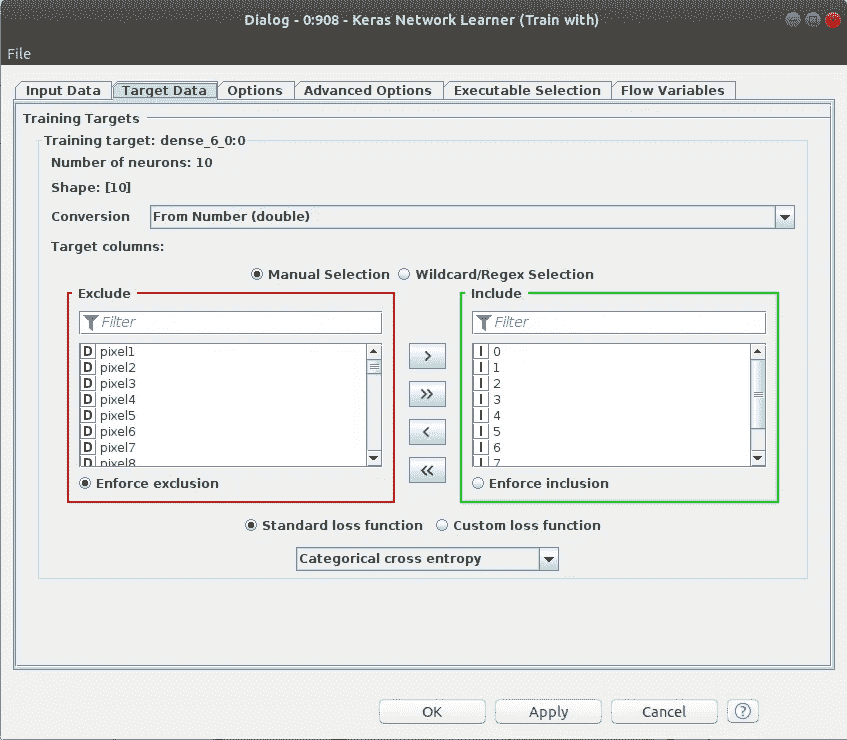 Dialog - 0:908 - Keras Network Learner (Train with)
File
Input Data Target Data Options Advanced Options Executable Selection Flow Variables
Training Targets
Training target: dense_6_0:0
Number of neurons: 10
Shape: [10]
Conversion From Number (double)
Target columns:
Manual Selection Wildcard/Regex Selection
Exclude Include
Filter Filter
D pixel1 I 0
D pixel2 I 1
D pixel3 I 2
D pixel4 I 3
D pixel5 I 4
D pixel6 I 5
D pixel7 I 6
D pixel8 I 7
> 
>>
<
<<
Enforce exclusion Enforce inclusion
Standard loss function Custom loss function
Categorical cross entropy
OK Apply Cancel ?